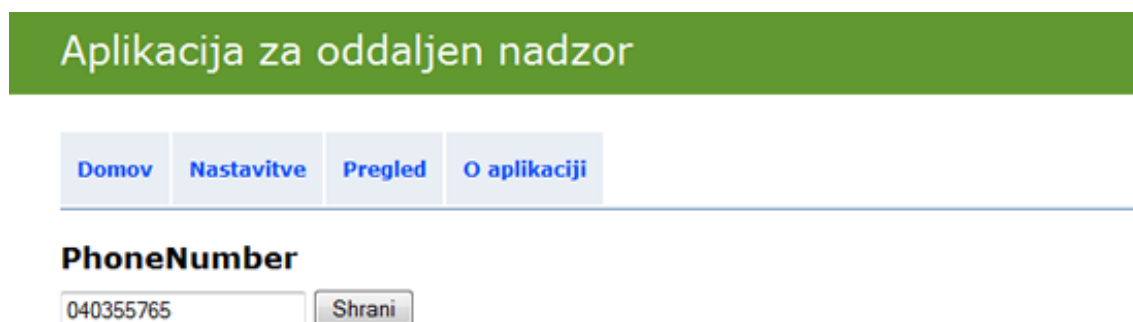 Aplikacija za oddaljen nadzor
Domov Nastavitve Pregled O aplikaciji
PhoneNumber
040355765 Shrani